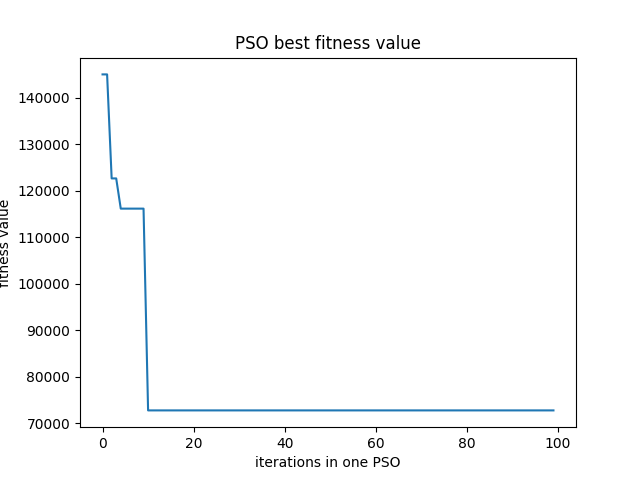 PSO best fitness value
140000
130000
120000
110000
100000
90000
80000
70000
fitness value
0 20 40 60 80 100
iterations in one PSO